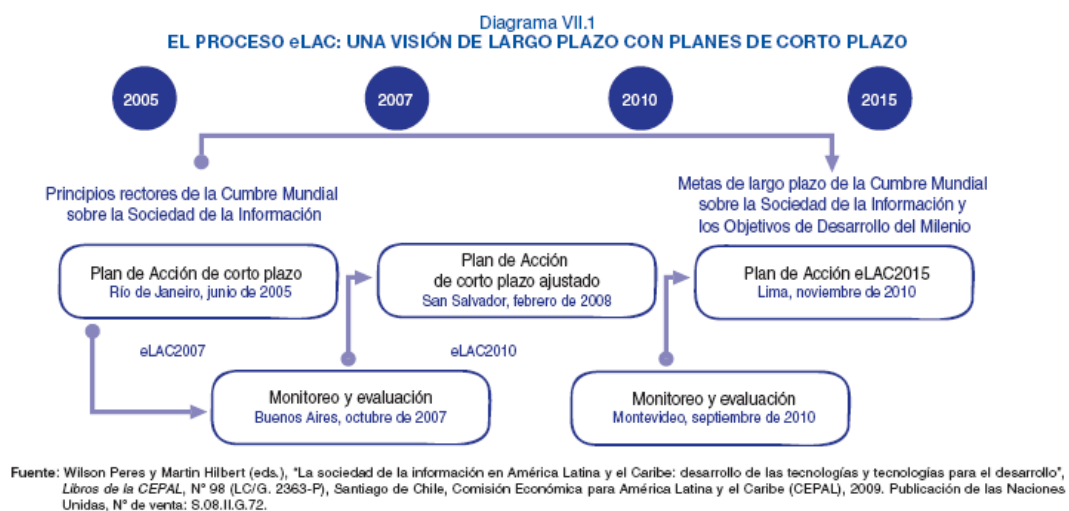 Diagrama VII.1
EL PROCESO eLAC: UNA VISIÓN DE LARGO PLAZO CON PLANES DE CORTO PLAZO
2005
2007
2010
2015
Principios rectores de la Cumbre Mundial
sobre la Sociedad de la Información
Metas de largo plazo de la Cumbre Mundial
sobre la Sociedad de la Información y
los Objetivos de Desarrollo del Milenio
Plan de Acción de corto plazo
Río de Janeiro, junio de 2005
Plan de Acción
de corto plazo ajustado
San Salvador, febrero de 2008
Plan de Acción eLAC2015
Lima, noviembre de 2010
eLAC2007
eLAC2010
Monitoreo y evaluación
Buenos Aires, octubre de 2007
Monitoreo y evaluación
Montevideo, septiembre de 2010
Fuente: Wilson Peres y Martin Hilbert (eds.), "La sociedad de la información en América Latina y el Caribe: desarrollo de las tecnologías y tecnologías para el desarrollo",
Libros de la CEPAL, N° 98 (LC/G. 2363-P), Santiago de Chile, Comisión Económica para América Latina y el Caribe (CEPAL), 2009. Publicación de las Naciones
Unidas, N° de venta: S.08.II.G.72.